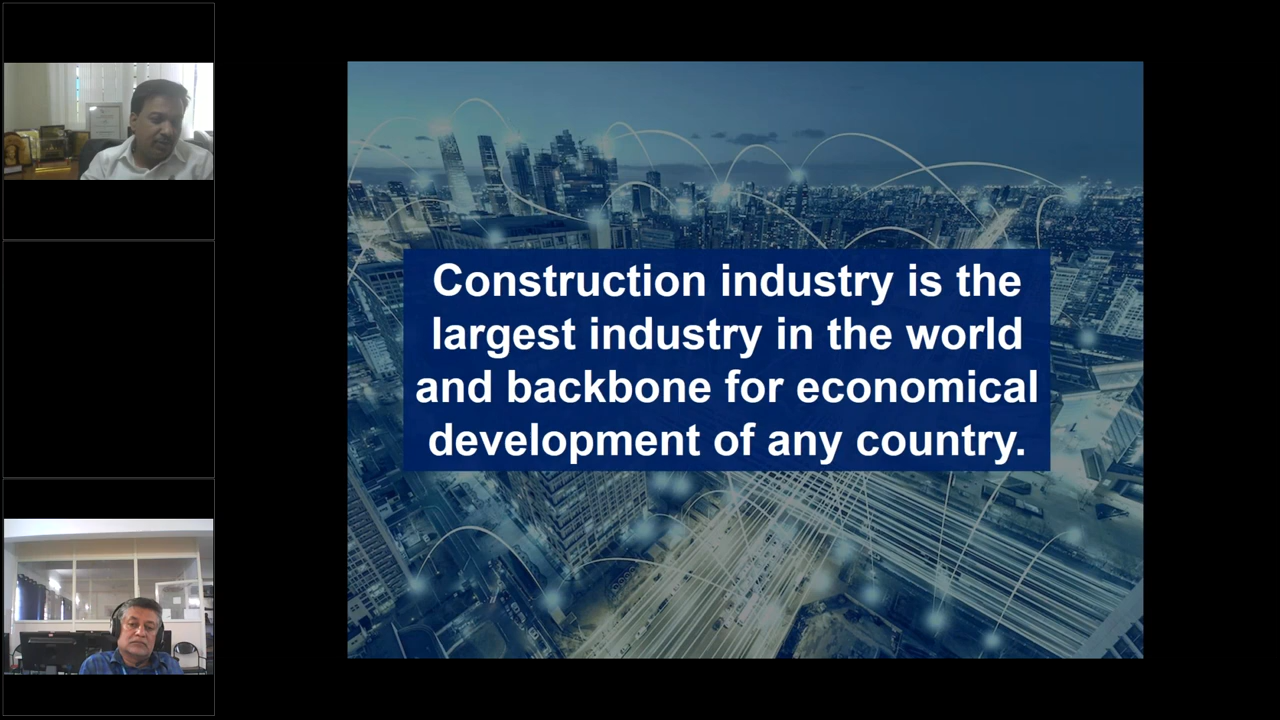 Construction industry is the
largest industry in the world
and backbone for economical
development of any country.